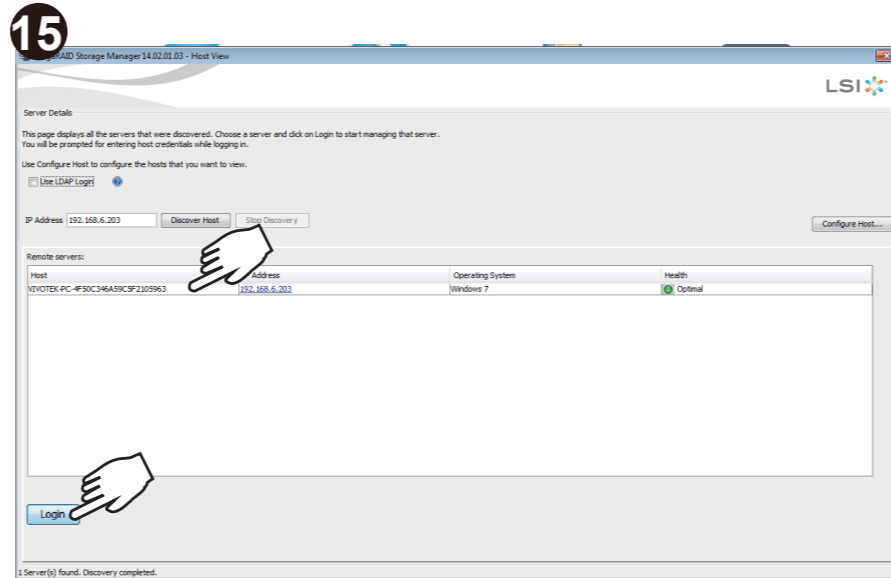 15
RAID Storage Manager 14.02.01.03 - Host View
LSI
Server Details
This page displays all the servers that were discovered. Choose a server and click on Login to start managing that server.
You will be prompted for entering host credentials while logging in.
Use Configure Host to configure the hosts that you want to view.
Use LDAP Login
IP Address 192.168.6.203 Discover Host Stop Discovery Configure Host...
Remote servers:
Host Address Operating System Health
VIVOTEK-PC-4F50C346A59C5F2105963 192.168.6.203 Windows 7 Optimal
Login
1 Server(s) found. Discovery completed.